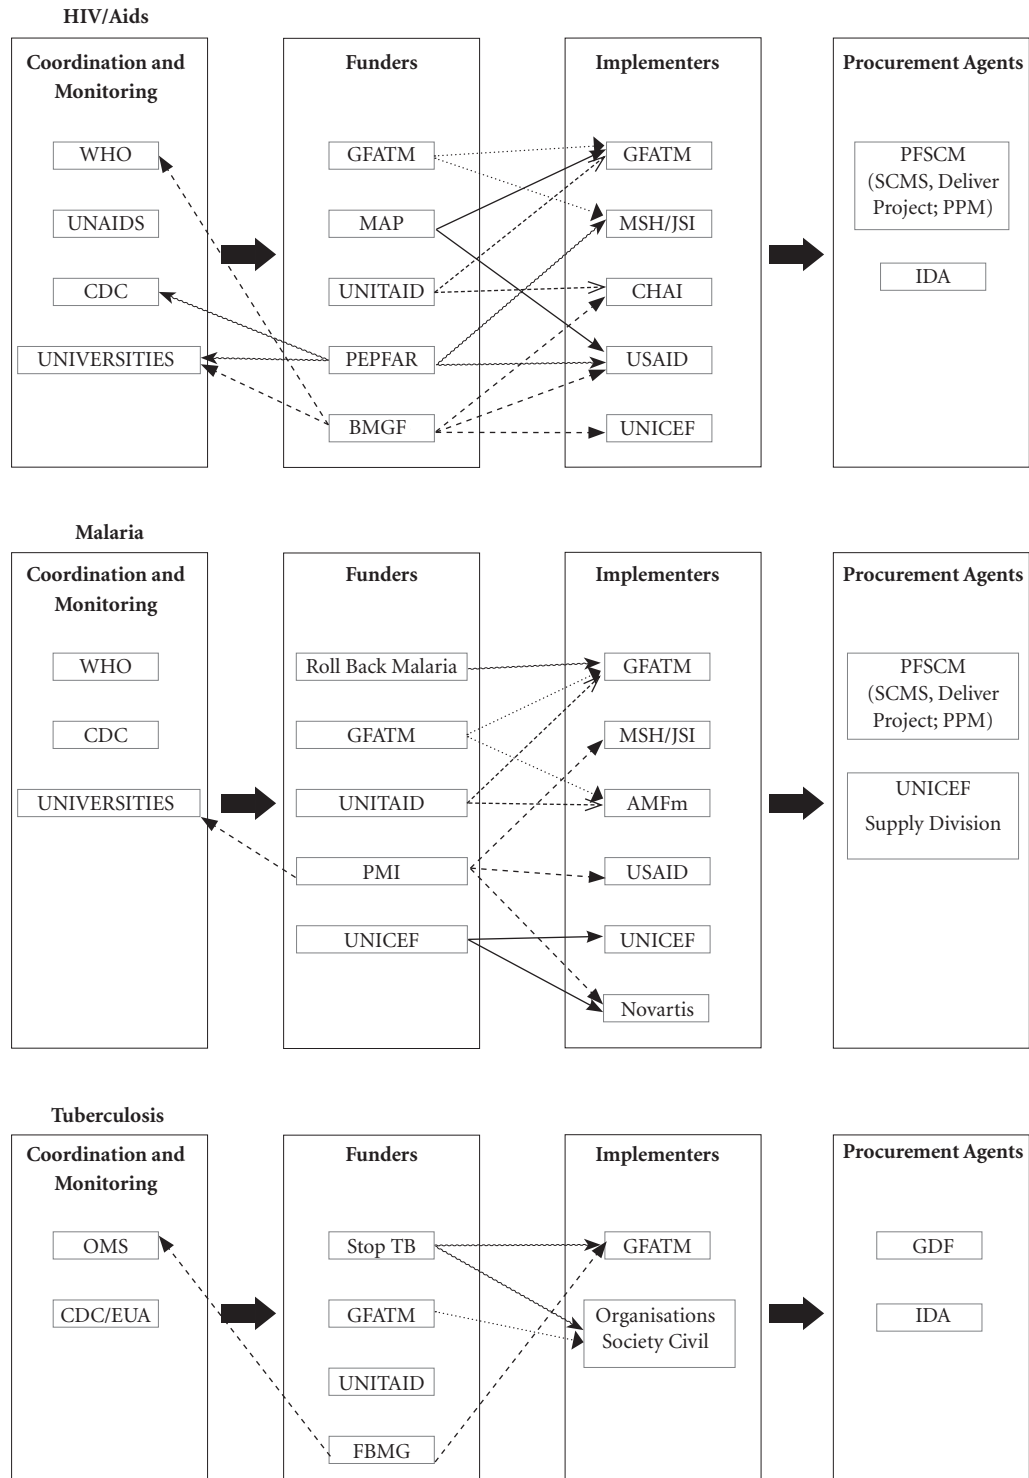 HIV/Aids
Coordination and
Monitoring
WHO
UNAIDS
CDC
UNIVERSITIES
Funders
GFATM
MAP
UNITAID
PEPFAR
BMGF
Implementers
GFATM
MSH/JSI
CHAI
USAID
UNICEF
Procurement Agents
PFSCM
(SCMS, Deliver
Project; PPM)
IDA
Malaria
Coordination and
Monitoring
WHO
CDC
UNIVERSITIES
Funders
Roll Back Malaria
GFATM
UNITAID
PMI
UNICEF
Implementers
GFATM
MSH/JSI
AMFm
USAID
UNICEF
Novartis
Procurement Agents
PFSCM
(SCMS, Deliver
Project; PPM)
UNICEF
Supply Division
Tuberculosis
Coordination and
Monitoring
OMS
CDC/EUA
Funders
Stop TB
GFATM
UNITAID
FBMG
Implementers
GFATM
Organisations
Society Civil
Procurement Agents
GDF
IDA